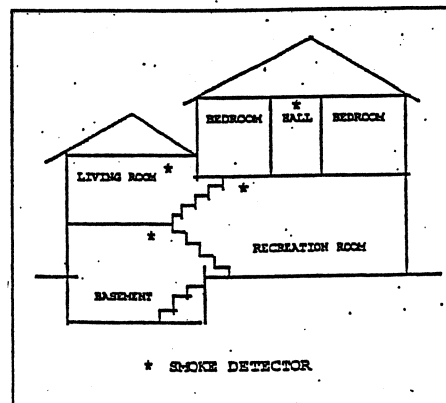 BEDROOM HALL BEDROOM
LIVING ROOM
RECREATION ROOM
BASEMENT
* SMOKE DETECTOR